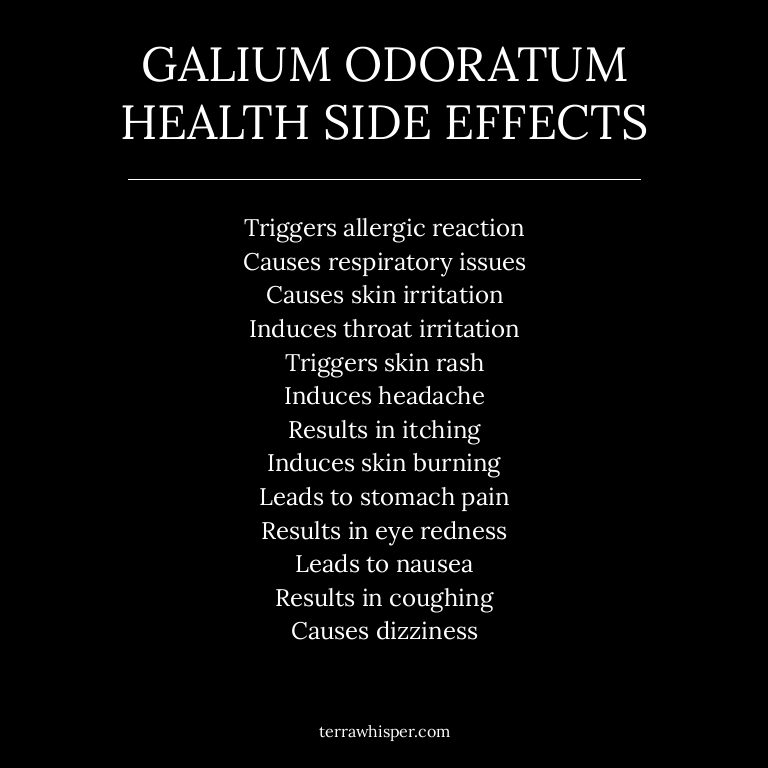 GALIUM ODORATUM
HEALTH SIDE EFFECTS
Triggers allergic reaction
Causes respiratory issues
Causes skin irritation
Induces throat irritation
Triggers skin rash
Induces headache
Results in itching
Induces skin burning
Leads to stomach pain
Results in eye redness
Leads to nausea
Results in coughing
Causes dizziness
terrawhisper.com